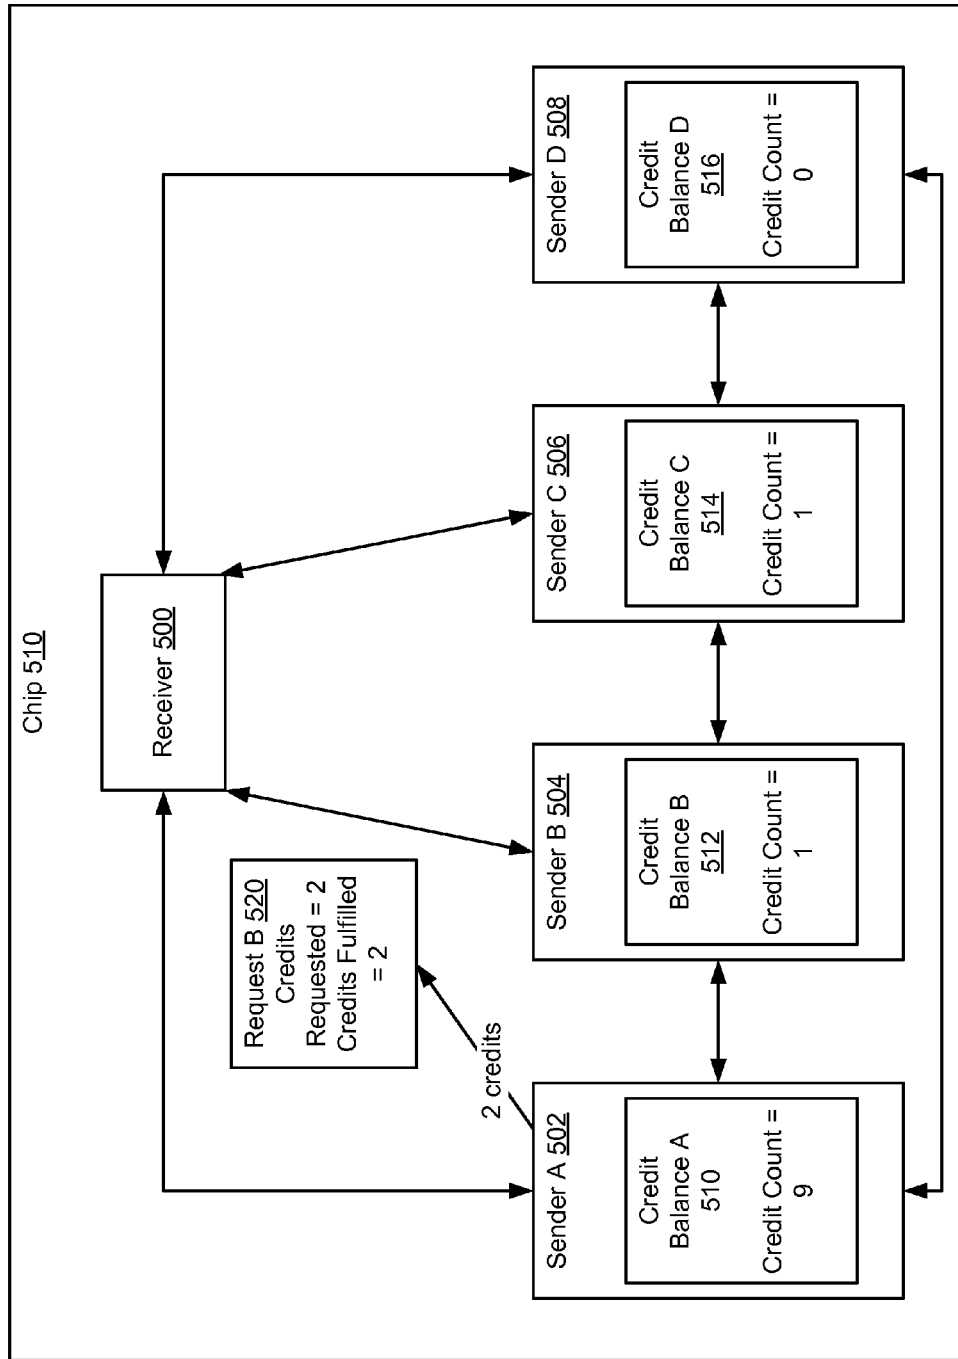 Chip 510
Receiver 500
Request B 520
Credits
Requested = 2
Credits Fulfilled
= 2
2 credits
Sender A 502
Credit
Balance A
510
Credit Count =
9
Sender B 504
Credit
Balance B
512
Credit Count =
1
Sender C 506
Credit
Balance C
514
Credit Count =
1
Sender D 508
Credit
Balance D
516
Credit Count =
0